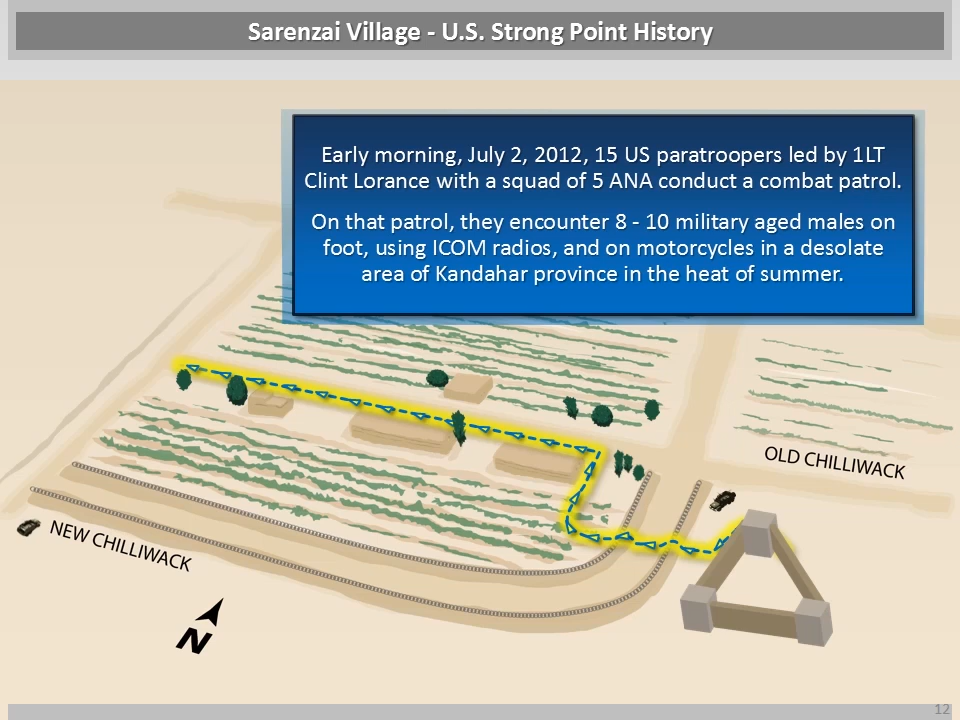 Sarenzai Village - U.S. Strong Point History
Early morning, July 2, 2012, 15 US paratroopers led by 1LT
Clint Lorance with a squad of 5 ANA conduct a combat patrol.
On that patrol, they encounter 8 - 10 military aged males on
foot, using ICOM radios, and on motorcycles in a desolate
area of Kandahar province in the heat of summer.
OLD CHILLIWACK
NEW CHILLIWACK
N
12